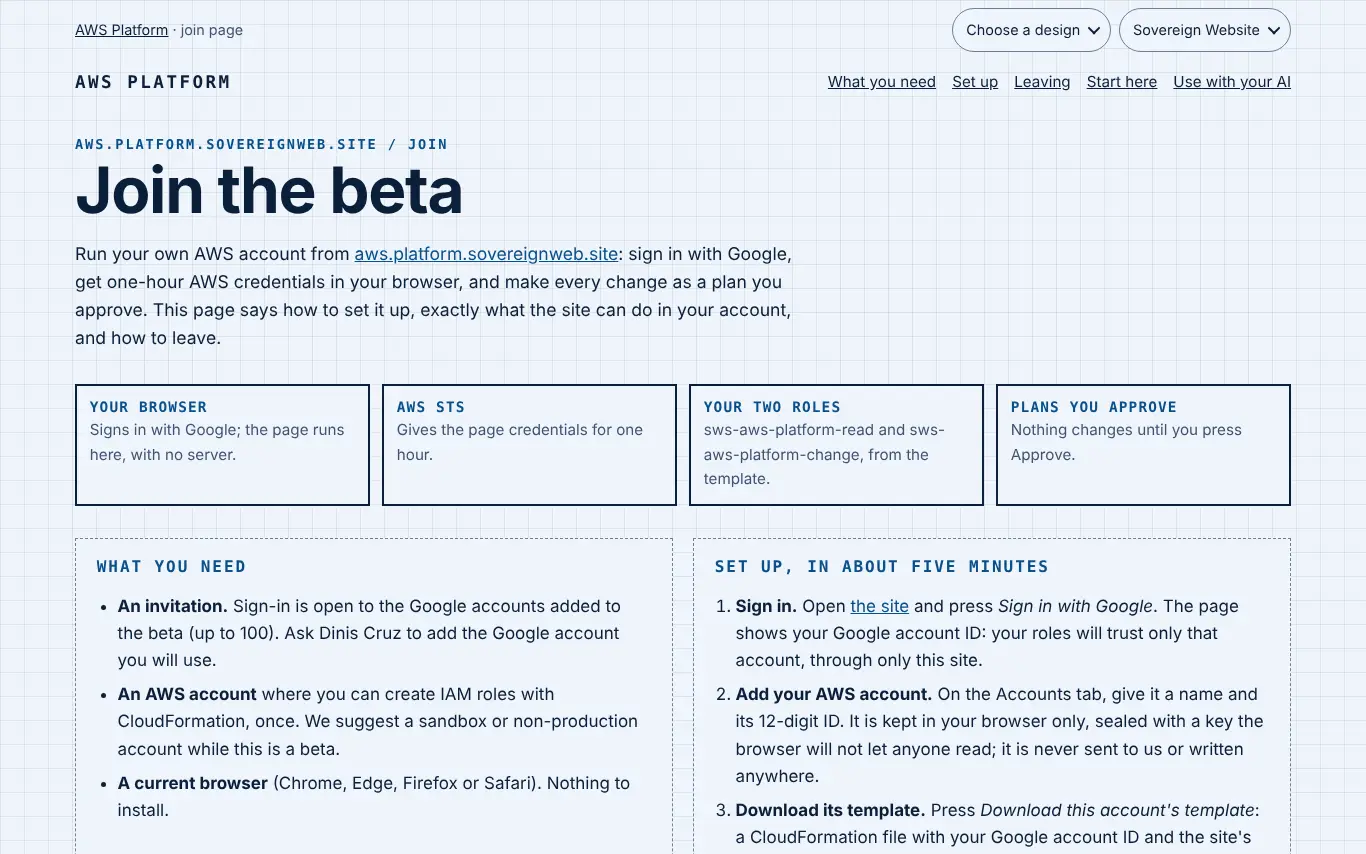 AWS Platform · join page
Choose a design
Sovereign Website
AWS PLATFORM
What you need
Set up
Leaving
Start here
Use with your AI
AWS.PLATFORM.SOVEREIGNWEB.SITE / JOIN
Join the beta
Run your own AWS account from aws.platform.sovereignweb.site: sign in with Google,
get one-hour AWS credentials in your browser, and make every change as a plan you
approve. This page says how to set it up, exactly what the site can do in your account,
and how to leave.
YOUR BROWSER
Signs in with Google; the page runs
here, with no server.
AWS STS
Gives the page credentials for one
hour.
YOUR TWO ROLES
sws-aws-platform-read and sws-
aws-platform-change, from the
template.
PLANS YOU APPROVE
Nothing changes until you press
Approve.
WHAT YOU NEED
• An invitation. Sign-in is open to the Google accounts added to
the beta (up to 100). Ask Dinis Cruz to add the Google account
you will use.
• An AWS account where you can create IAM roles with
CloudFormation, once. We suggest a sandbox or non-production
account while this is a beta.
• A current browser (Chrome, Edge, Firefox or Safari). Nothing to
install.
SET UP, IN ABOUT FIVE MINUTES
1. Sign in. Open the site and press Sign in with Google. The page
shows your Google account ID: your roles will trust only that
account, through only this site.
2. Add your AWS account. On the Accounts tab, give it a name and
its 12-digit ID. It is kept in your browser only, sealed with a key the
browser will not let anyone read; it is never sent to us or written
anywhere.
3. Download its template. Press Download this account's template:
a CloudFormation file with your Google account ID and the site's